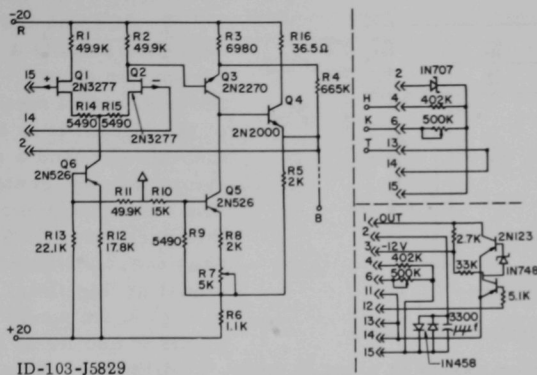 -20
R
R1
49.9K
R2
49.9K
R3
6980
R16
36.5Ω
R4
665K
15
+
Q1
2N3277
Q2
-
Q3
2N2270
Q4
R14
R15
5490
5490
14
2N3277
2N2000
2
Q6
2N526
R5
2K
R11
49.9K
R10
15K
Q5
2N526
B
R13
22.1K
R12
17.8K
5490
R9
R8
2K
R7
5K
R6
1.1K
+20
ID-103-J5829
2
1N707
H
4
402K
K
6
500K
T
13
14
15
1
OUT
2
3
-12V
2.7K
2N123
4
402K
33K
1N748
6
500K
11
12
5.1K
13
3300
μμf
14
15
1N458